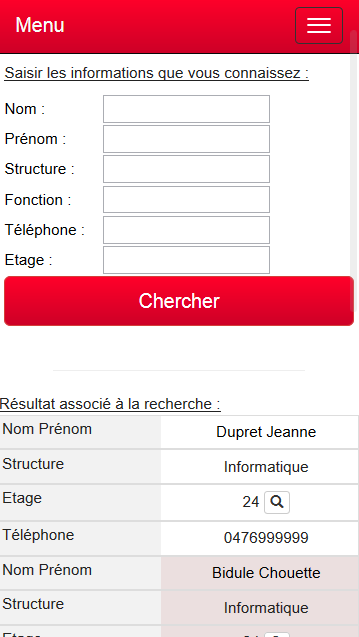 Menu
Saisir les informations que vous connaissez :
Nom :
Prénom :
Structure :
Fonction :
Téléphone :
Etage :
Chercher
Résultat associé à la recherche :
Nom Prénom Dupret Jeanne
Structure Informatique
Etage 24
Téléphone 0476999999
Nom Prénom Bidule Chouette
Structure Informatique
Etage